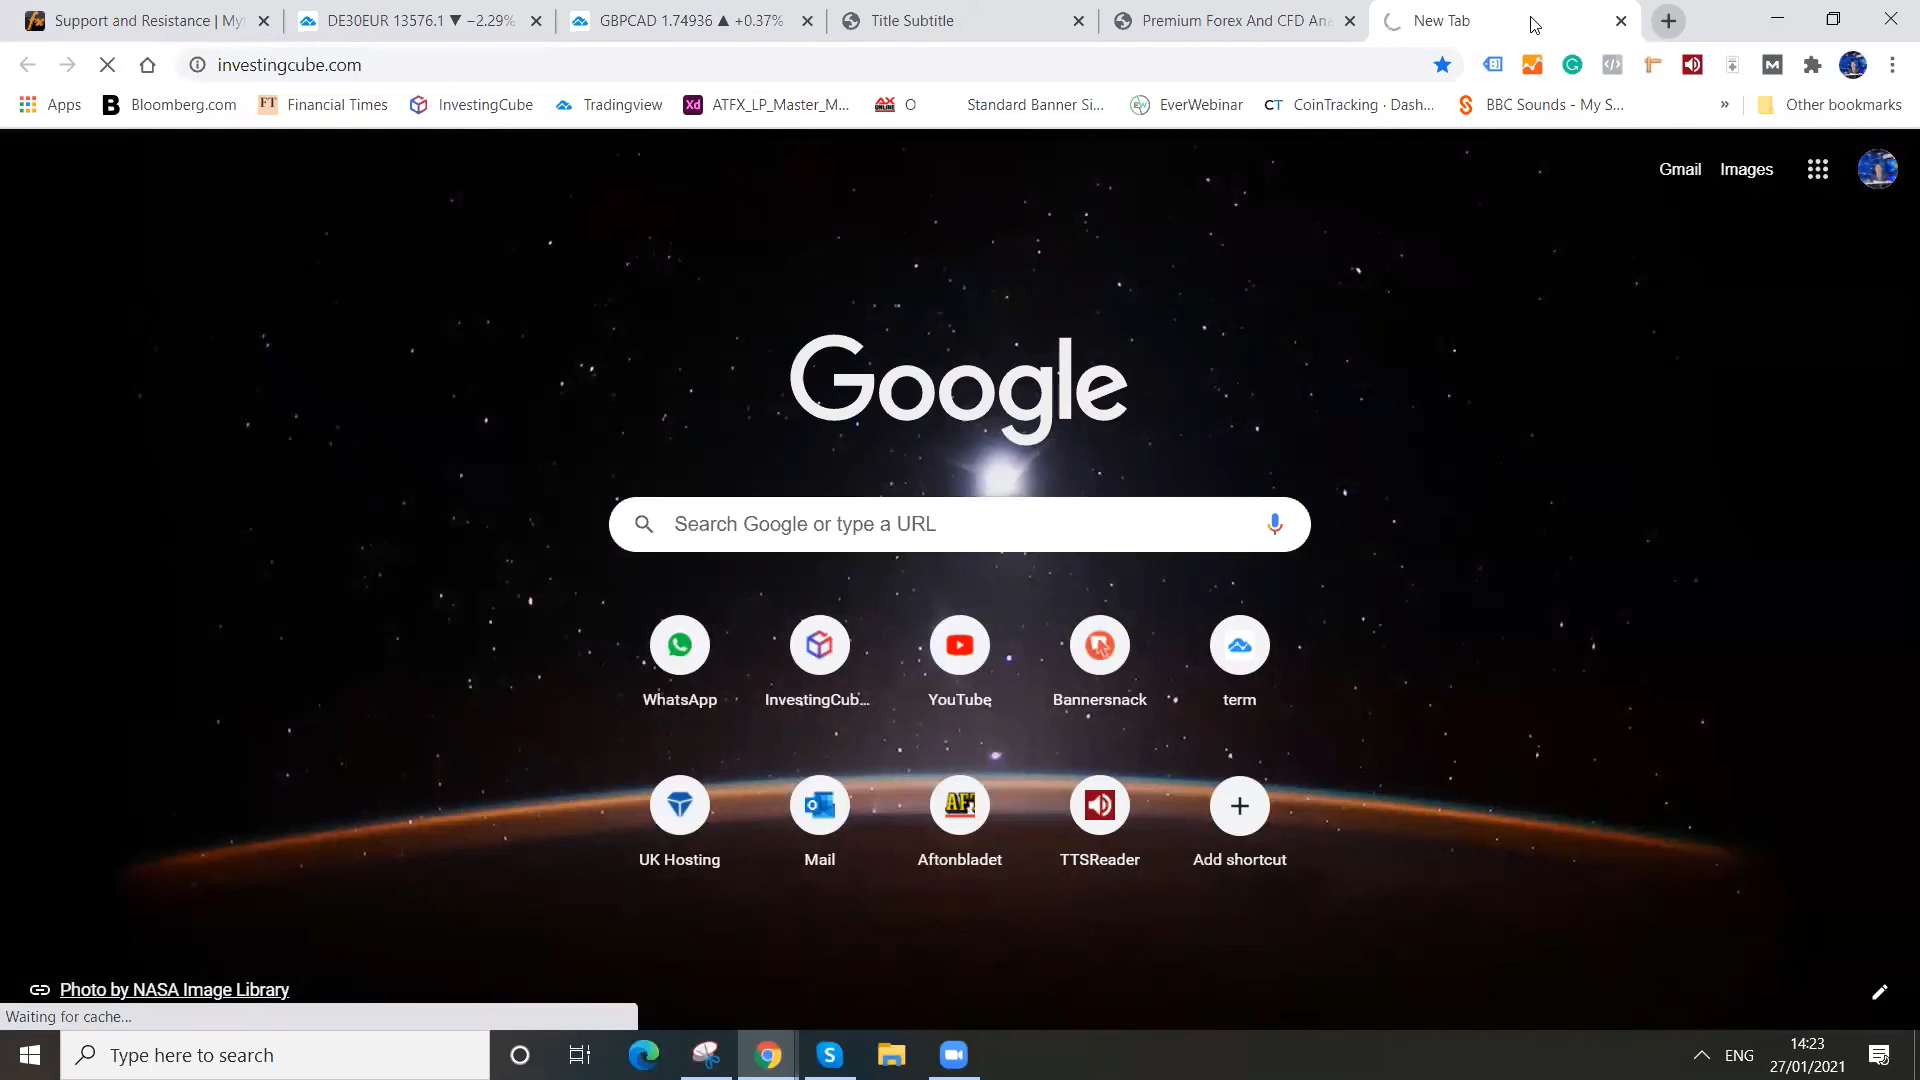 Support and Resistance | My
DE30EUR 13576.1 ▼ −2.29%
GBPCAD 1.74936 ▲ +0.37%
Title Subtitle
Premium Forex And CFD Ana
New Tab
investingcube.com
Apps
Bloomberg.com
Financial Times
InvestingCube
Tradingview
ATFX_LP_Master_M...
O
Standard Banner Si...
EverWebinar
CoinTracking · Dash...
BBC Sounds - My S...
»
Other bookmarks
Gmail
Images
Google
Search Google or type a URL
WhatsApp
InvestingCub...
YouTube
Bannersnack
term
UK Hosting
Mail
Aftonbladet
TTSReader
Add shortcut
Photo by NASA Image Library
Waiting for cache...
Type here to search
ENG
14:23
27/01/2021